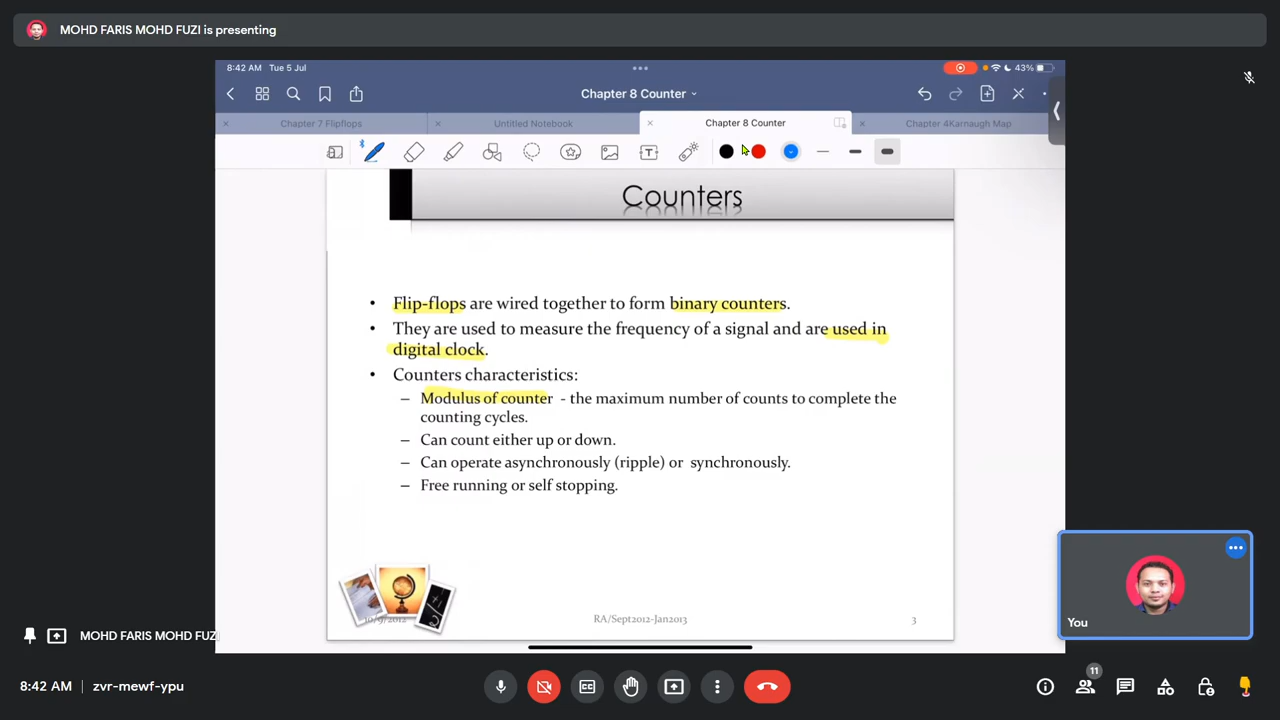 MOHD FARIS MOHD FUZI is presenting
8:42 AM Tue 5 Jul
43%
Chapter 8 Counter
Chapter 7 Flipflops
Untitled Notebook
Chapter 8 Counter
Chapter 4Karnaugh Map
Counters
• Flip-flops are wired together to form binary counters.
• They are used to measure the frequency of a signal and are used in
digital clock.
• Counters characteristics:
– Modulus of counter - the maximum number of counts to complete the
counting cycles.
– Can count either up or down.
– Can operate asynchronously (ripple) or synchronously.
– Free running or self stopping.
10/9/2012
RA/Sept2012-Jan2013
3
MOHD FARIS MOHD FUZI
You
8:42 AM | zvr-mewf-ypu
11